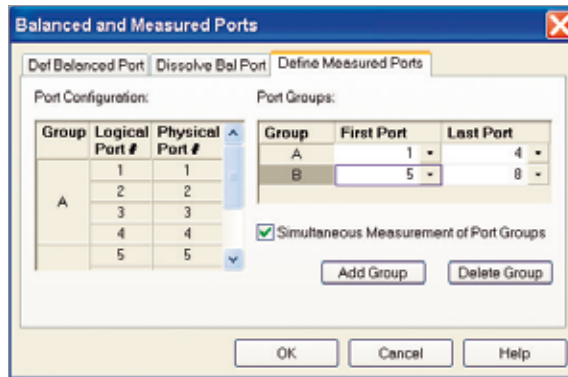 Balanced and Measured Ports
Def Balanced Port Dissolve Bal Port Define Measured Ports
Port Configuration:
Group Logical Port # Physical Port #
A
1 1
2 2
3 3
4 4
5 5
Port Groups:
Group First Port Last Port
A 1 4
B 5 8
Simultaneous Measurement of Port Groups
Add Group Delete Group
OK Cancel Help